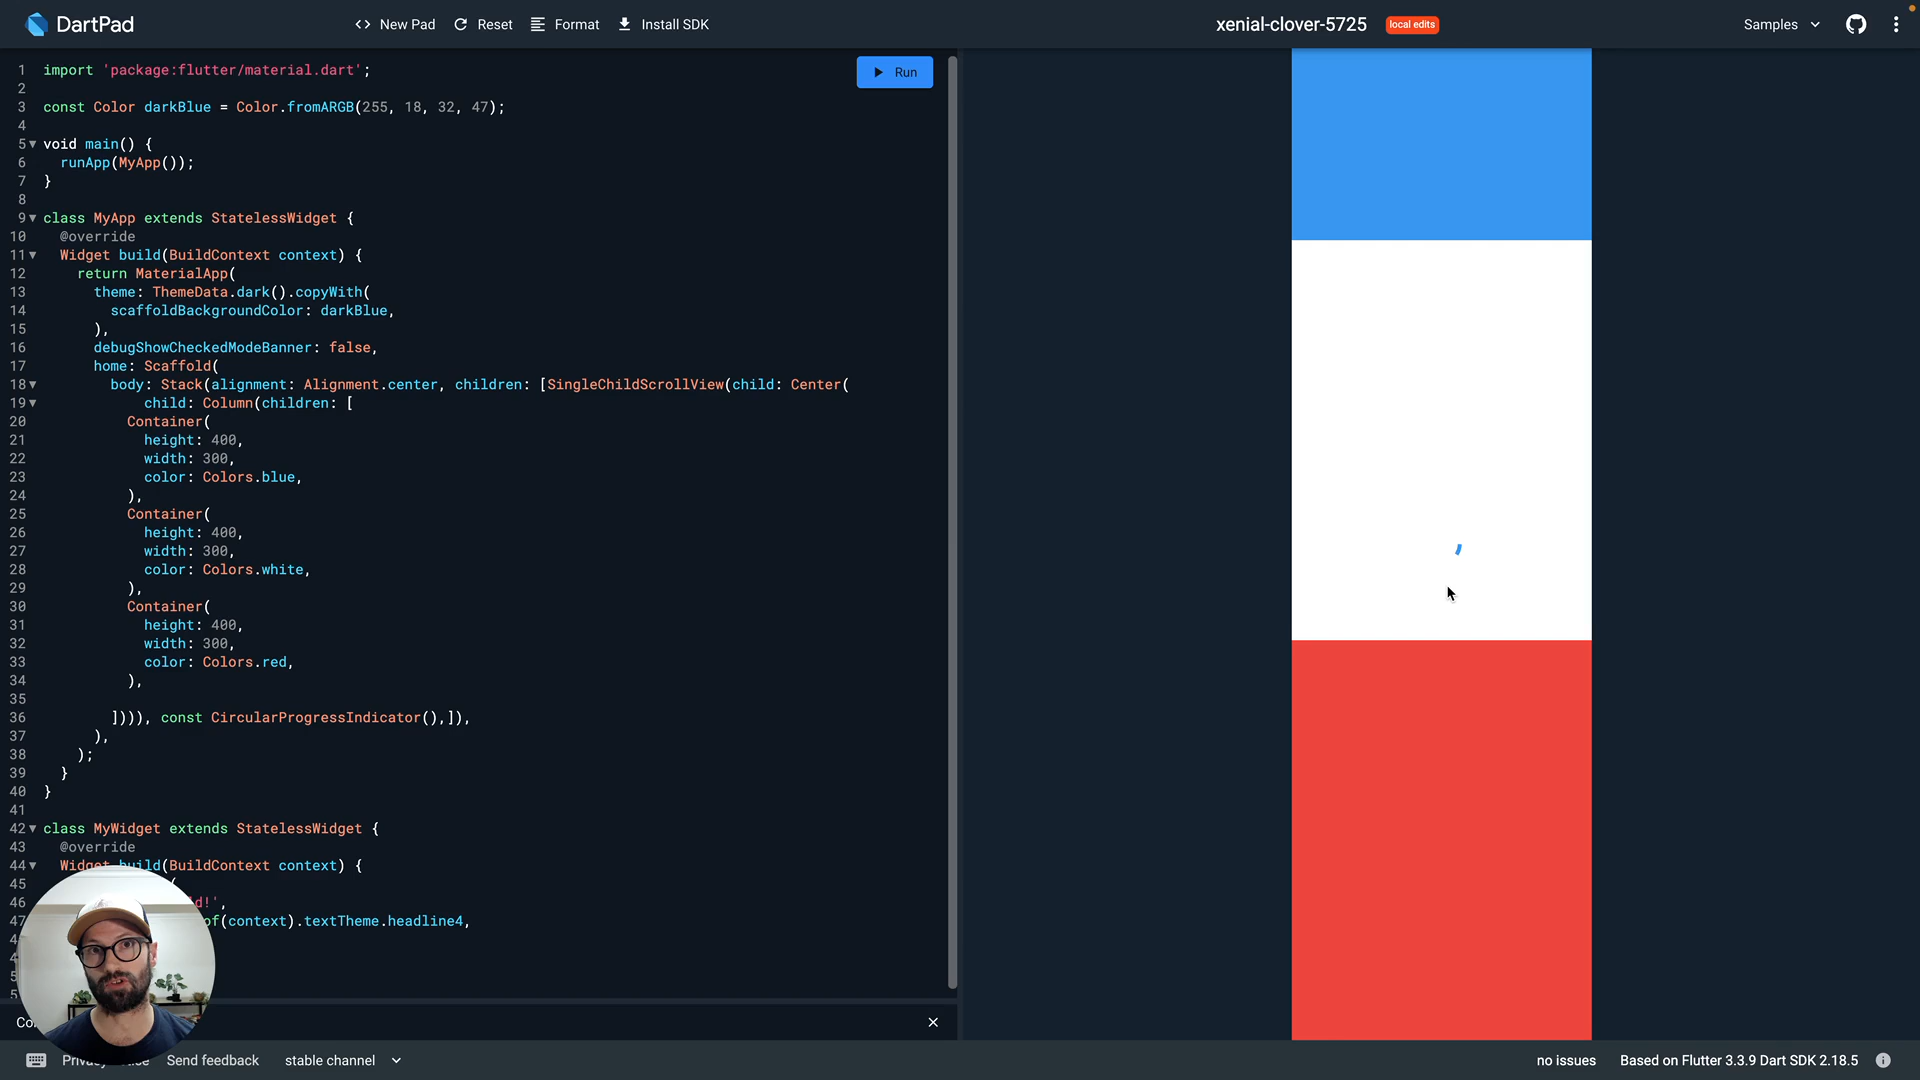 DartPad
New Pad
Reset
Format
Install SDK
xenial-clover-5725
local edits
Samples
Run
1 import 'package:flutter/material.dart';
2
3 const Color darkBlue = Color.fromARGB(255, 18, 32, 47);
4
5 void main() {
6 runApp(MyApp());
7 }
8
9 class MyApp extends StatelessWidget {
10 @override
11 Widget build(BuildContext context) {
12 return MaterialApp(
13 theme: ThemeData.dark().copyWith(
14 scaffoldBackgroundColor: darkBlue,
15 ),
16 debugShowCheckedModeBanner: false,
17 home: Scaffold(
18 body: Stack(alignment: Alignment.center, children: [SingleChildScrollView(child: Center(
19 child: Column(children: [
20 Container(
21 height: 400,
22 width: 300,
23 color: Colors.blue,
24 ),
25 Container(
26 height: 400,
27 width: 300,
28 color: Colors.white,
29 ),
30 Container(
31 height: 400,
32 width: 300,
33 color: Colors.red,
34 ),
35
36 ]))), const CircularProgressIndicator(),]),
37 ),
38 );
39 }
40 }
41
42 class MyWidget extends StatelessWidget {
43 @override
44 Widget build(BuildContext context) {
45 (
46 d!',
47 of(context).textTheme.headline4,
Send feedback
stable channel
no issues
Based on Flutter 3.3.9 Dart SDK 2.18.5